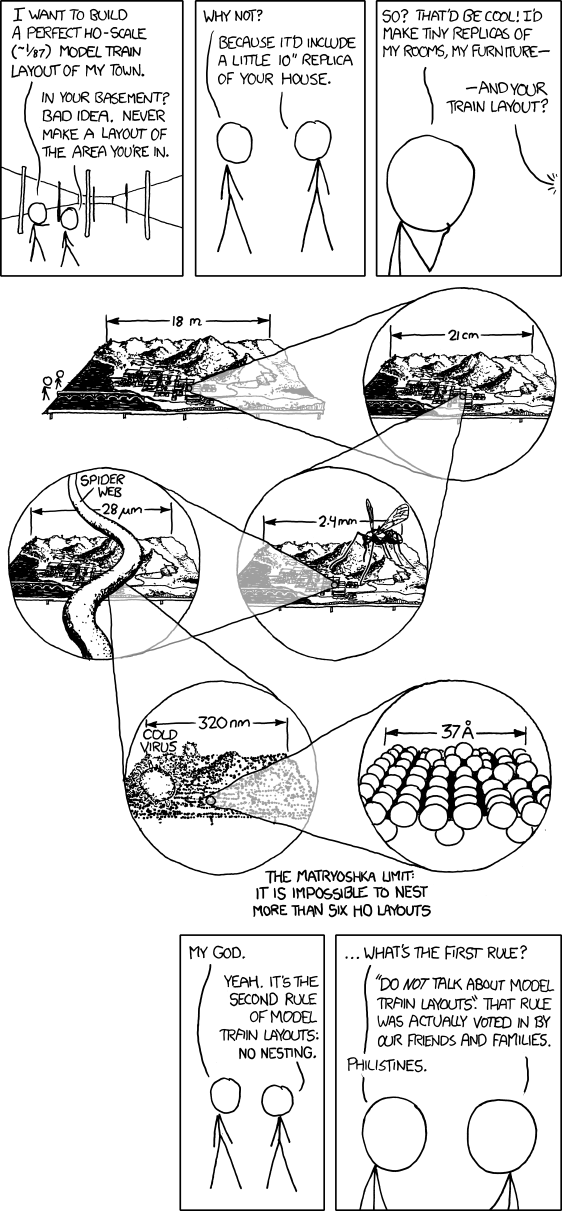 I WANT TO BUILD
A PERFECT HO-SCALE
(~1/87) MODEL TRAIN
LAYOUT OF MY TOWN.
IN YOUR BASEMENT?
BAD IDEA. NEVER
MAKE A LAYOUT OF
THE AREA YOU'RE IN.
WHY NOT?
BECAUSE IT'D INCLUDE
A LITTLE 10" REPLICA
OF YOUR HOUSE.
SO? THAT'D BE COOL! I'D
MAKE TINY REPLICAS OF
MY ROOMS, MY FURNITURE—
—AND YOUR
TRAIN LAYOUT?
18 m
21 cm
SPIDER
WEB
28 µm
2.4 mm
320 nm
COLD
VIRUS
37 Å
THE MATRYOSHKA LIMIT:
IT IS IMPOSSIBLE TO NEST
MORE THAN SIX HO LAYOUTS
MY GOD.
YEAH. IT'S THE
SECOND RULE
OF MODEL
TRAIN LAYOUTS:
NO NESTING.
...WHAT'S THE FIRST RULE?
"DO NOT TALK ABOUT MODEL
TRAIN LAYOUTS". THAT RULE
WAS ACTUALLY VOTED IN BY
OUR FRIENDS AND FAMILIES.
PHILISTINES.